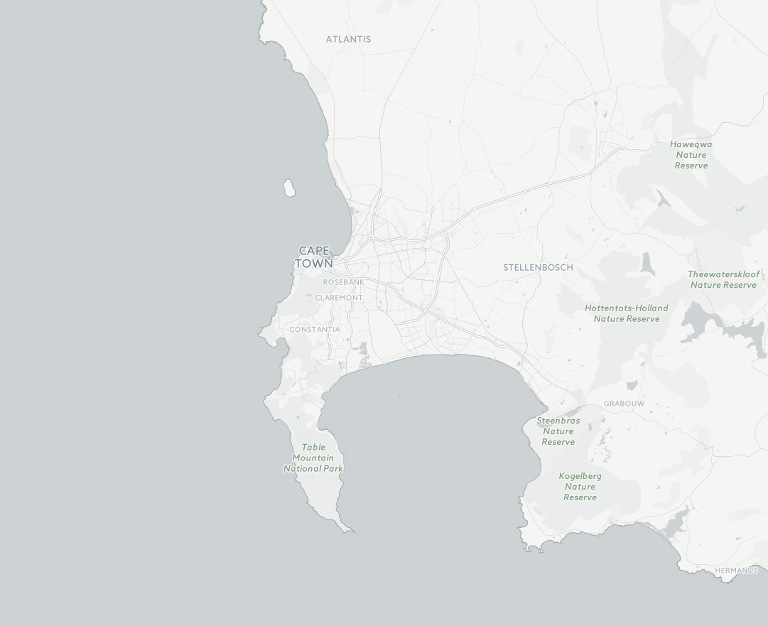 ATLANTIS
Haweqwa
Nature
Reserve
CAPE
TOWN
STELLENBOSCH
ROSEBANK
CLAREMONT
Theewaterskloof
Nature Reserve
Hottentots-Holland
Nature Reserve
CONSTANTIA
GRABOUW
Steenbras
Nature
Reserve
Table
Mountain
National Park
Kogelberg
Nature
Reserve
HERMANUS